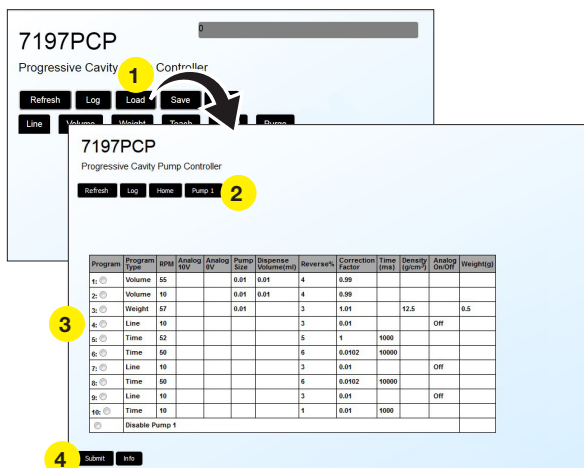 0
7197PCP
Progressive Cavity Controller
1
Refresh Log Load Save
Line Volume Weight Teach Purge
7197PCP
Progressive Cavity Pump Controller
Refresh Log Home Pump 1
2
Program Program Type RPM Analog 10V Analog 0V Pump Size Dispense Volume(ml) Reverse% Correction Factor Time (ms) Density (g/cm³) Analog On/Off Weight(g)
1: Volume 55 0.01 0.01 4 0.99
2: Volume 10 0.01 0.01 4 0.99
3: Weight 57 0.01 3 1.01 12.5 0.5
3
4: Line 10 3 0.01 Off
5: Time 52 5 1 1000
6: Time 50 6 0.0102 10000
7: Line 10 3 0.01 Off
8: Time 50 6 0.0102 10000
9: Line 10 3 0.01 Off
10: Time 10 1 0.01 1000
Disable Pump 1
4
Submit Info